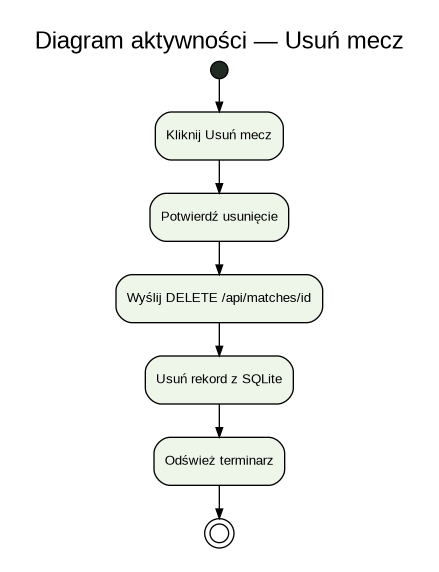 Diagram aktywności — Usuń mecz
Kliknij Usuń mecz
Potwierdź usunięcie
Wyślij DELETE /api/matches/id
Usuń rekord z SQLite
Odśwież terminarz